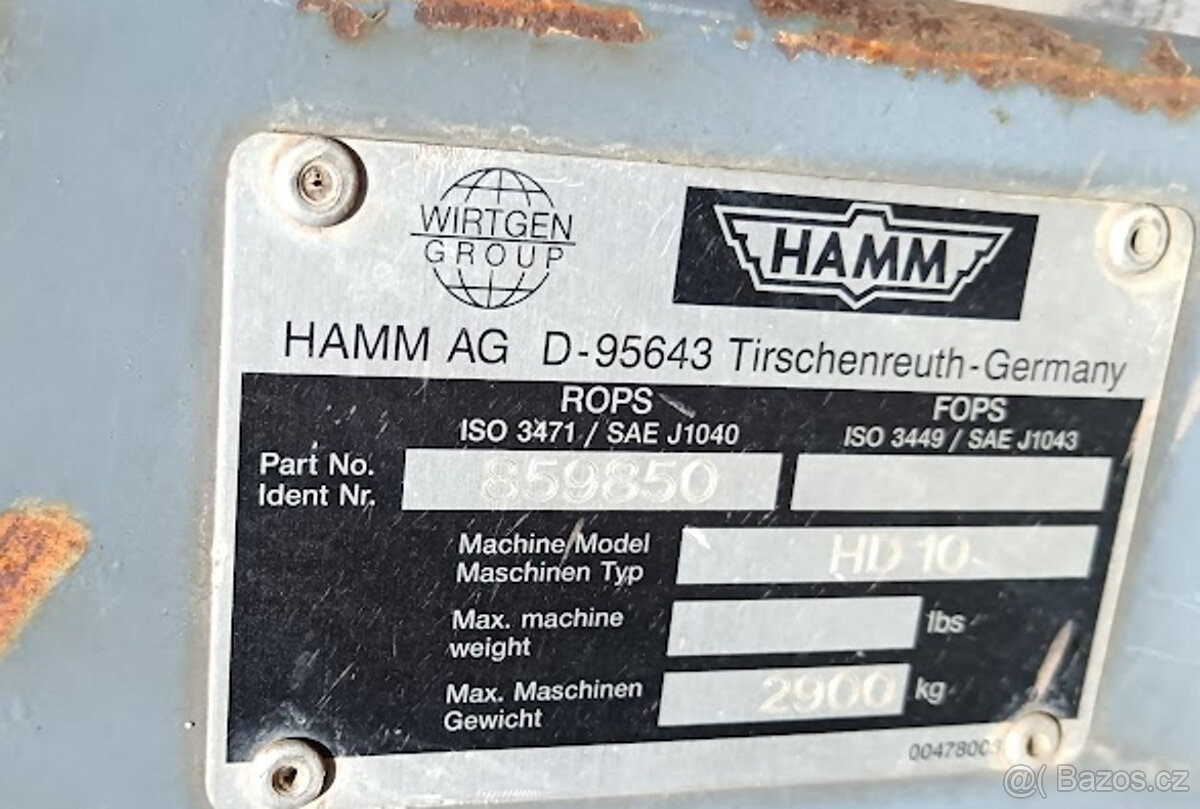 WIRTGEN
GROUP
HAMM
HAMM AG D-95643 Tirschenreuth-Germany
ROPS
ISO 3471 / SAE J1040
FOPS
ISO 3449 / SAE J1043
Part No.
Ident Nr.
859850
Machine Model
Maschinen Typ
HD 10
Max. machine
weight
lbs
Max. Maschinen
Gewicht
2900 kg
@( Bazos.cz